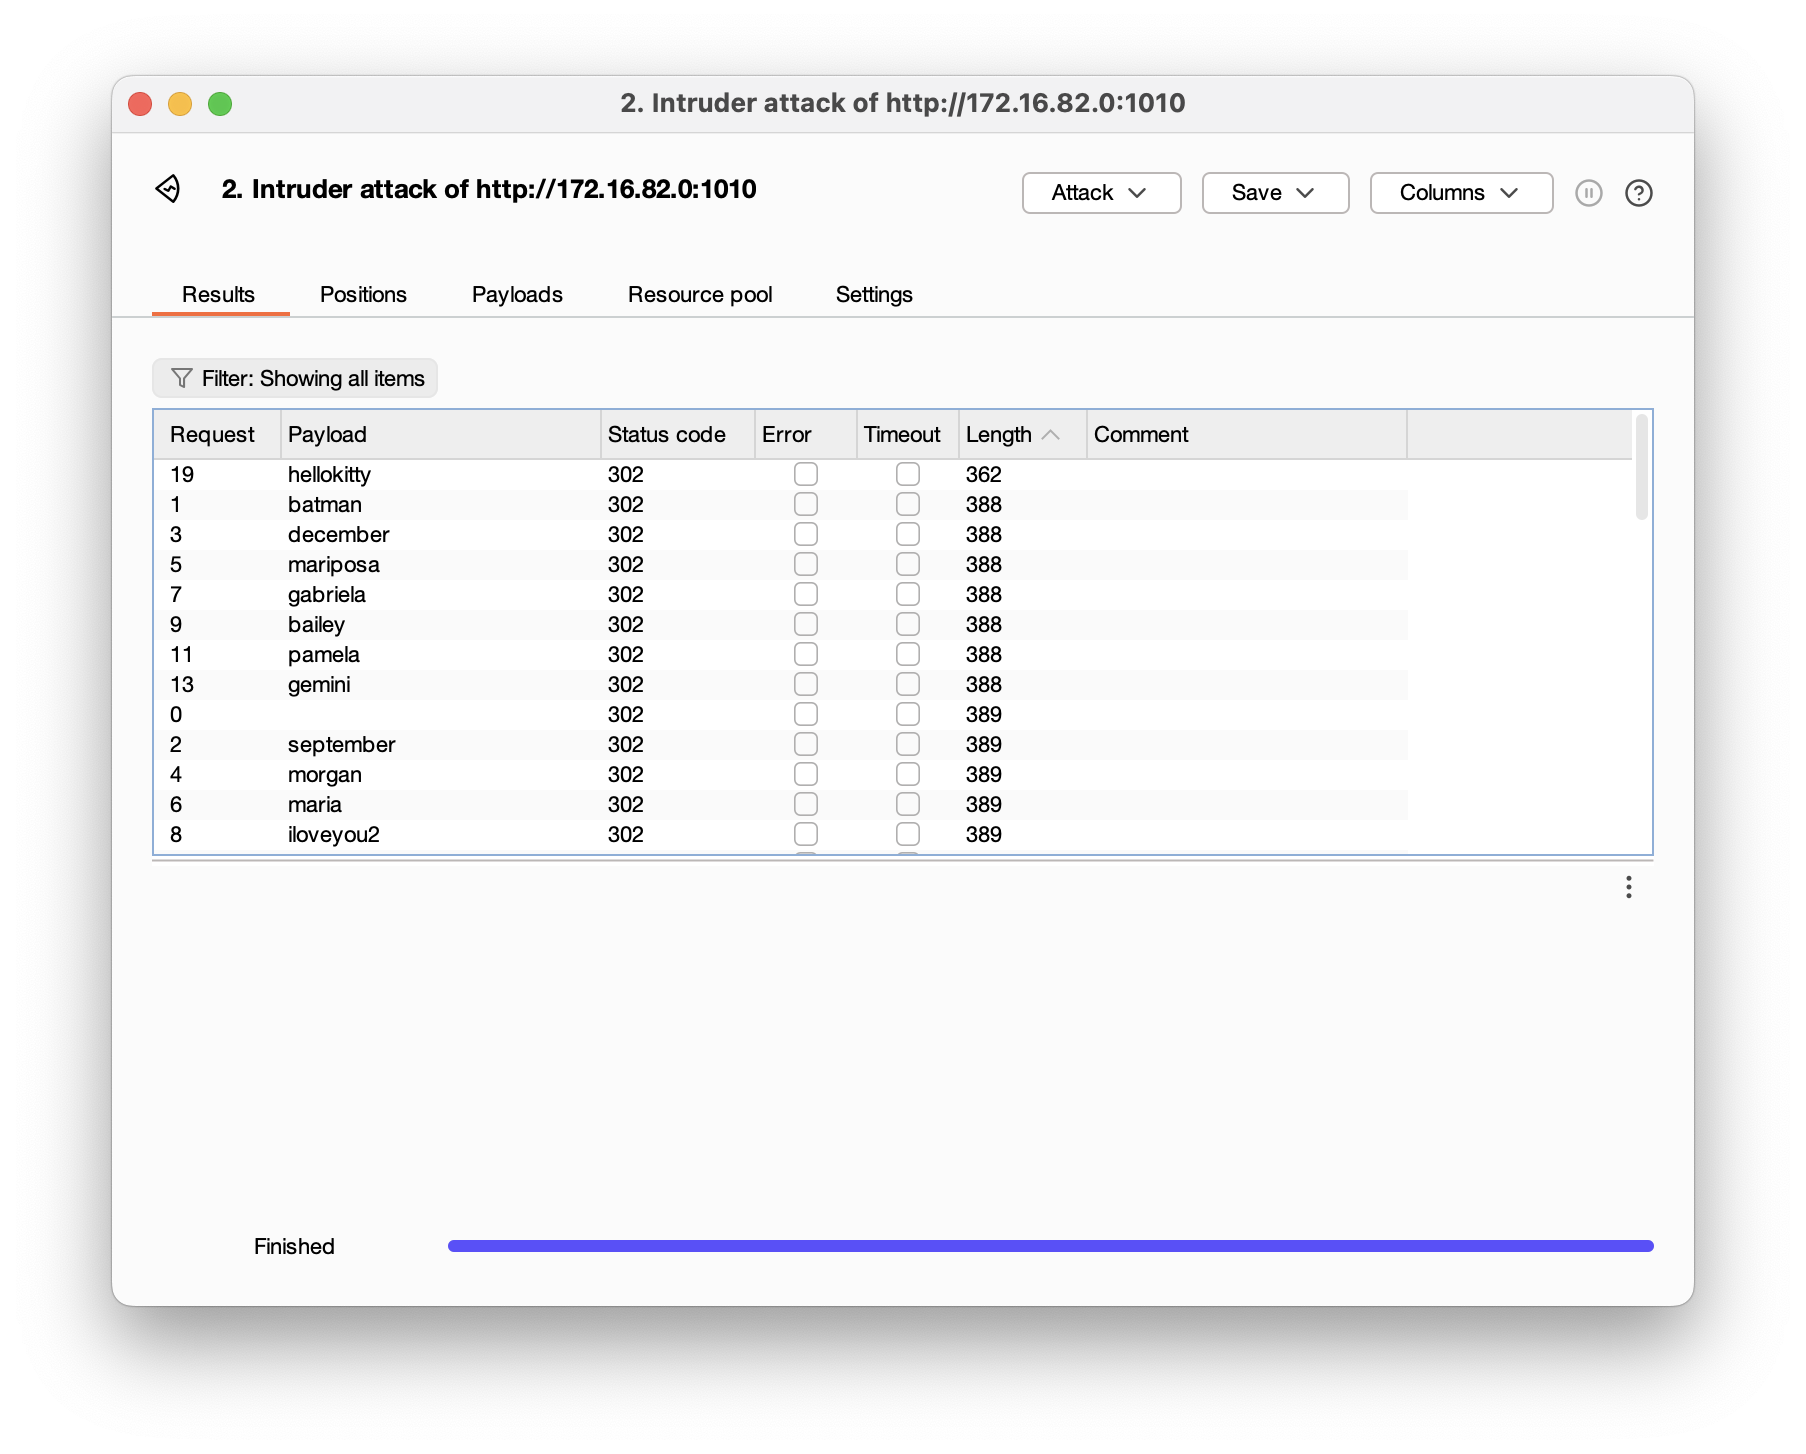 2. Intruder attack of http://172.16.82.0:1010
2. Intruder attack of http://172.16.82.0:1010
Attack
Save
Columns
Results
Positions
Payloads
Resource pool
Settings
Filter: Showing all items
Request Payload Status code Error Timeout Length Comment
19 hellokitty 302 362
1 batman 302 388
3 december 302 388
5 mariposa 302 388
7 gabriela 302 388
9 bailey 302 388
11 pamela 302 388
13 gemini 302 388
0 302 389
2 september 302 389
4 morgan 302 389
6 maria 302 389
8 iloveyou2 302 389
Finished